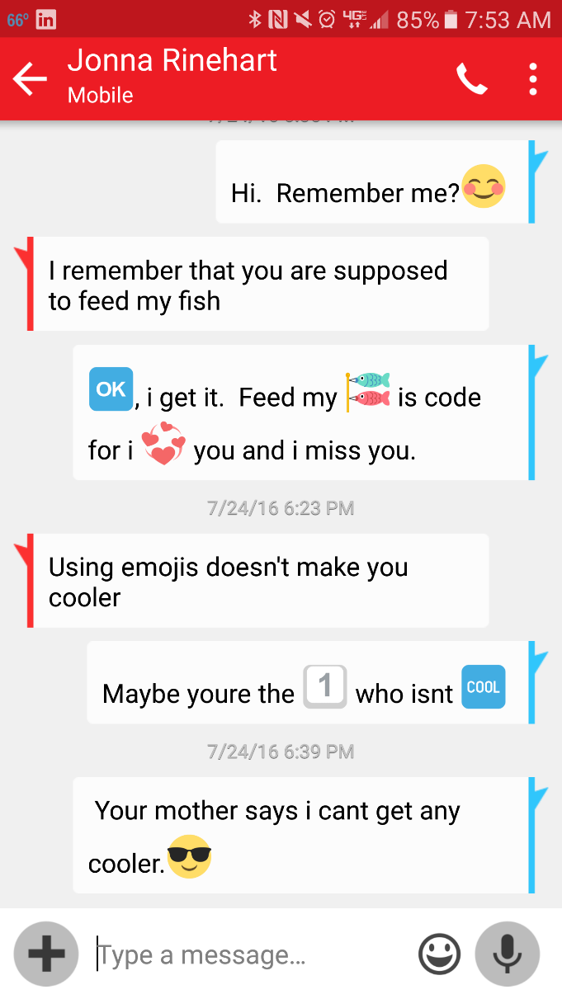 66° in 4G LTE 85% 7:53 AM
Jonna Rinehart
Mobile
Hi. Remember me?😊
I remember that you are supposed
to feed my fish
🆗, i get it. Feed my 🎏 is code
for i 💞 you and i miss you.
7/24/16 6:23 PM
Using emojis doesn't make you
cooler
Maybe youre the 1 who isnt COOL
7/24/16 6:39 PM
Your mother says i cant get any
cooler.😎
Type a message...